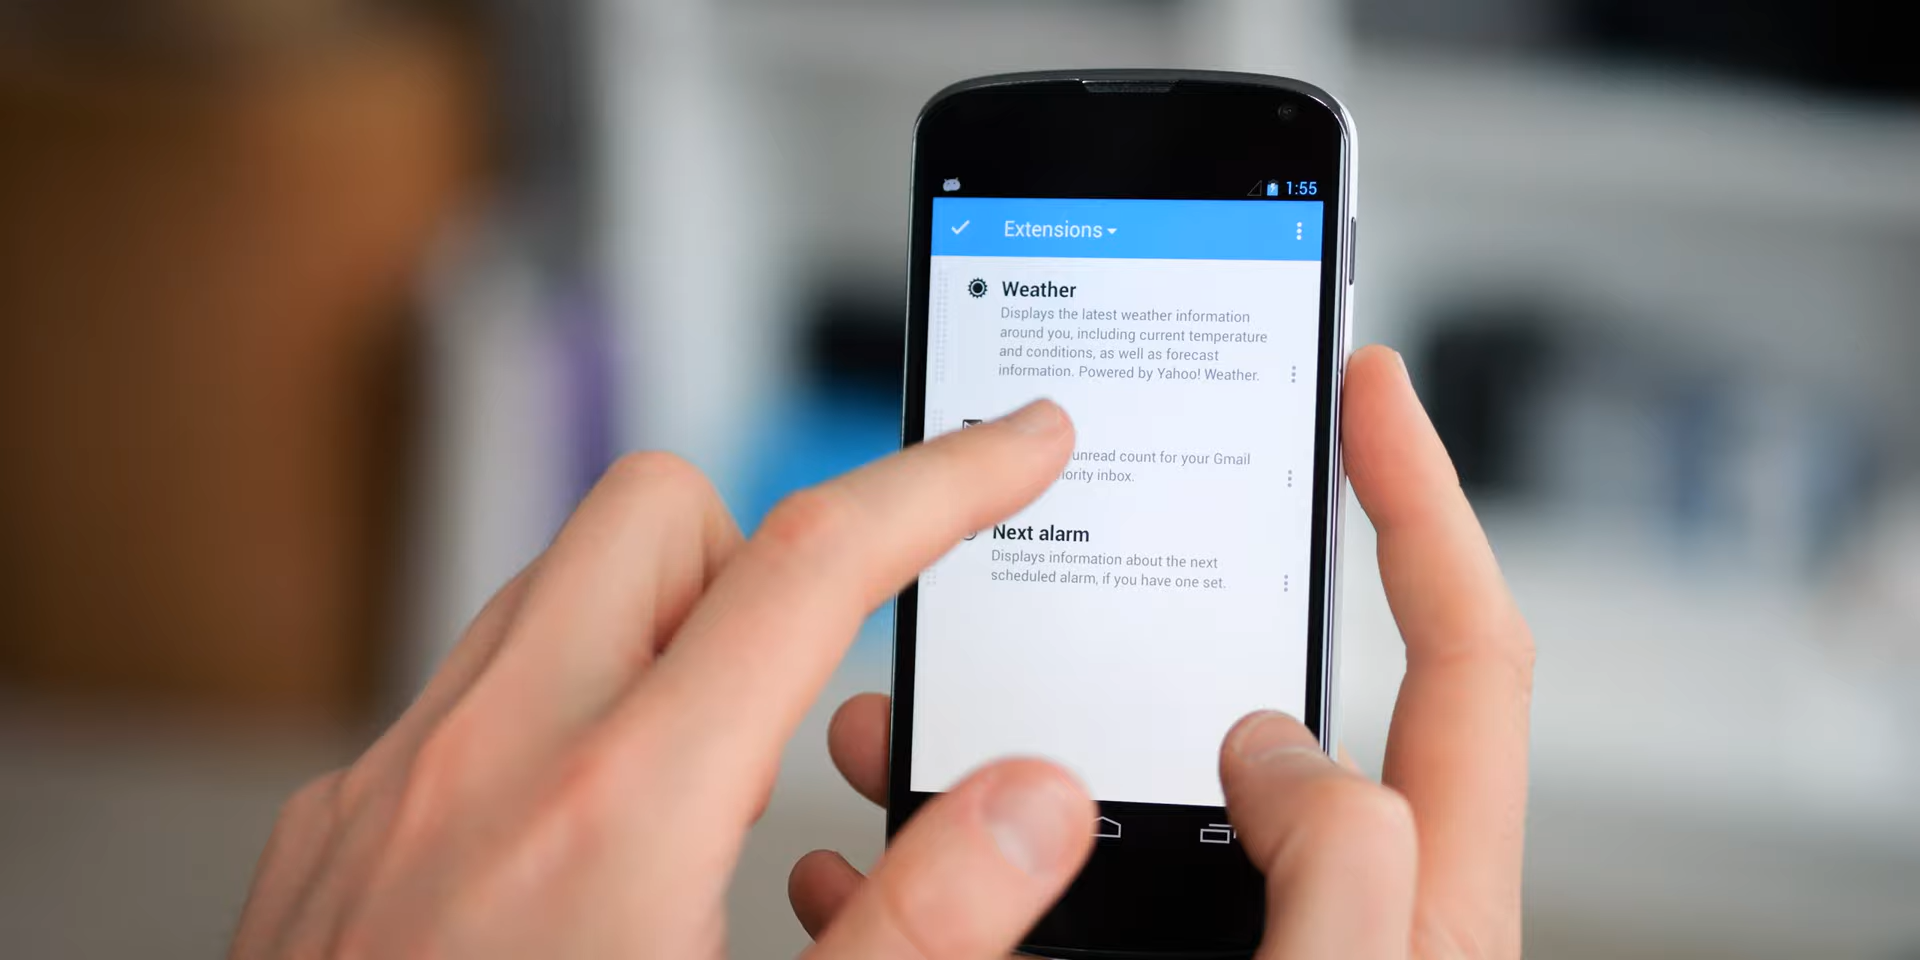 1:55
Extensions
Weather
Displays the latest weather information
around you, including current temperature
and conditions, as well as forecast
information. Powered by Yahoo! Weather.
unread count for your Gmail
inbox.
Next alarm
Displays information about the next
scheduled alarm, if you have one set.